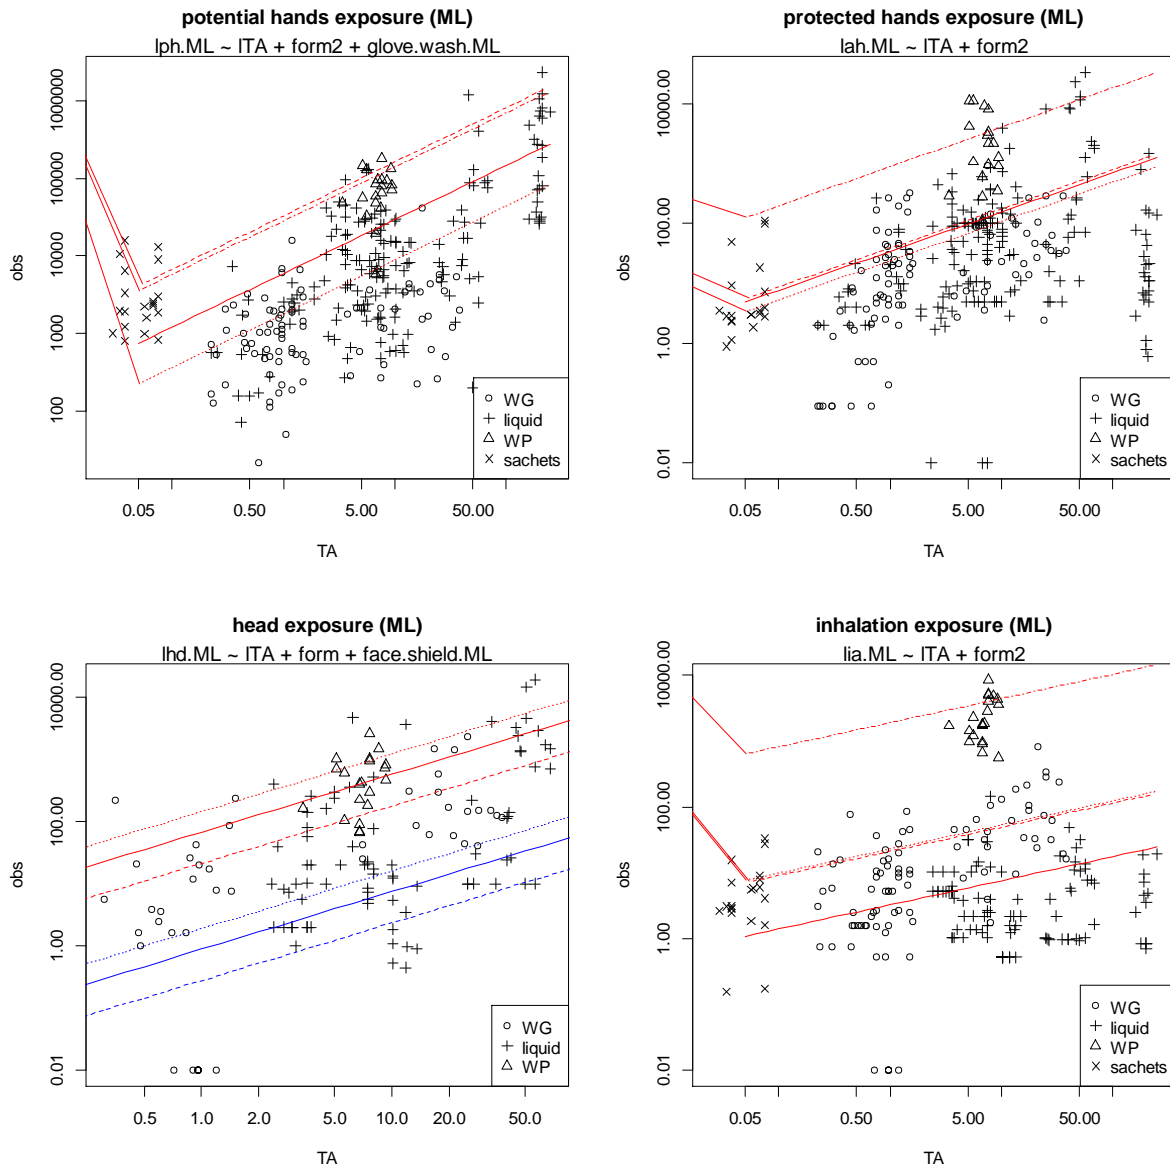 potential hands exposure (ML)
lph.ML ~ lTA + form2 + glove.wash.ML
obs
1000000
100000
10000
1000
100
0.05
0.50
5.00
50.00
TA
WG
liquid
WP
sachets
protected hands exposure (ML)
lah.ML ~ lTA + form2
obs
10000.00
100.00
1.00
0.01
0.05
0.50
5.00
50.00
TA
WG
liquid
WP
sachets
head exposure (ML)
lhd.ML ~ lTA + form + face.shield.ML
obs
10000.00
100.00
1.00
0.01
0.5
1.0
2.0
5.0
10.0
20.0
50.0
TA
WG
liquid
WP
inhalation exposure (ML)
lia.ML ~ lTA + form2
obs
10000.00
100.00
1.00
0.01
0.05
0.50
5.00
50.00
TA
WG
liquid
WP
sachets